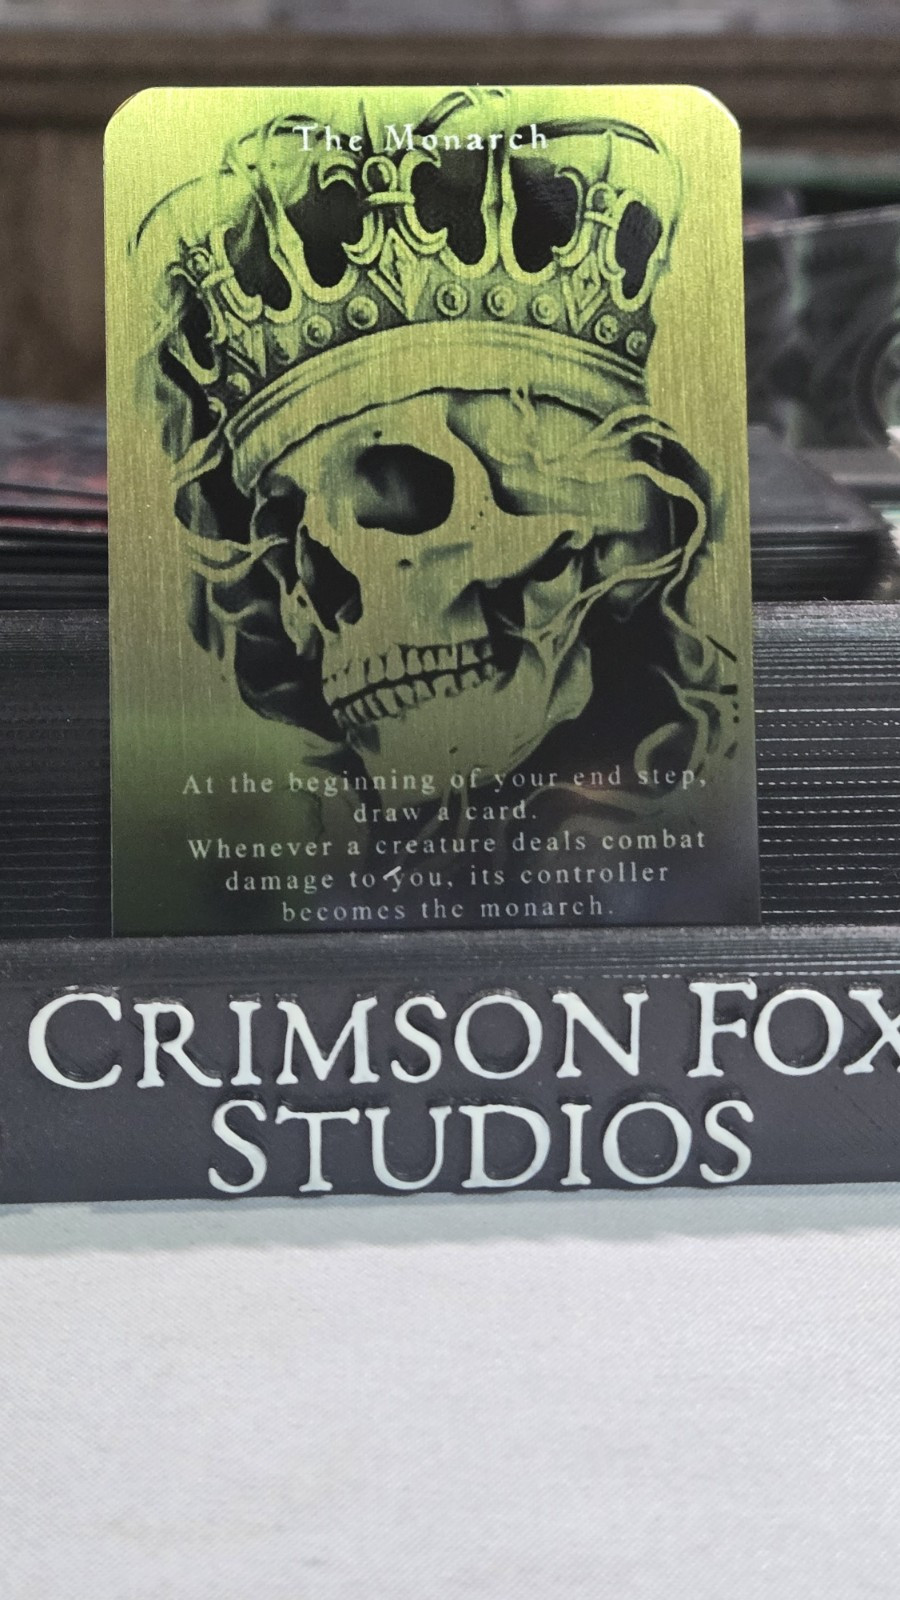 The Monarch
At the beginning of your end step,
draw a card.
Whenever a creature deals combat
damage to you, its controller
becomes the monarch.
CRIMSON FOX
STUDIOS